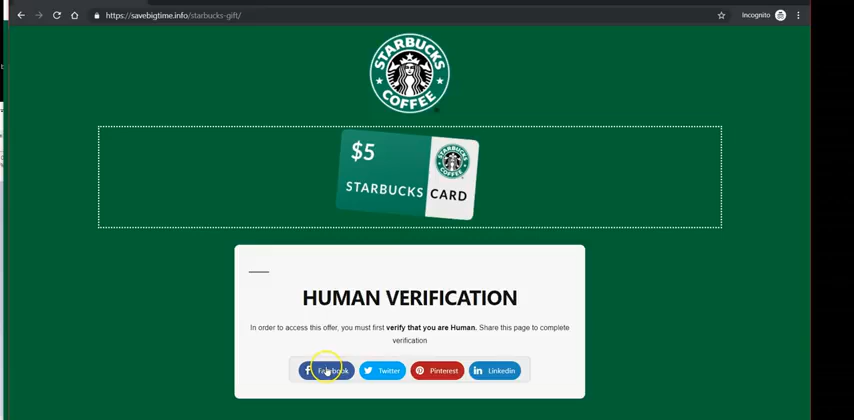 https://savebigtime.info/starbucks-gift/
Incognito
STARBUCKS
COFFEE
$5
STARBUCKS CARD
HUMAN VERIFICATION
In order to access this offer, you must first verify that you are Human. Share this page to complete
verification
Facebook Twitter Pinterest Linkedin